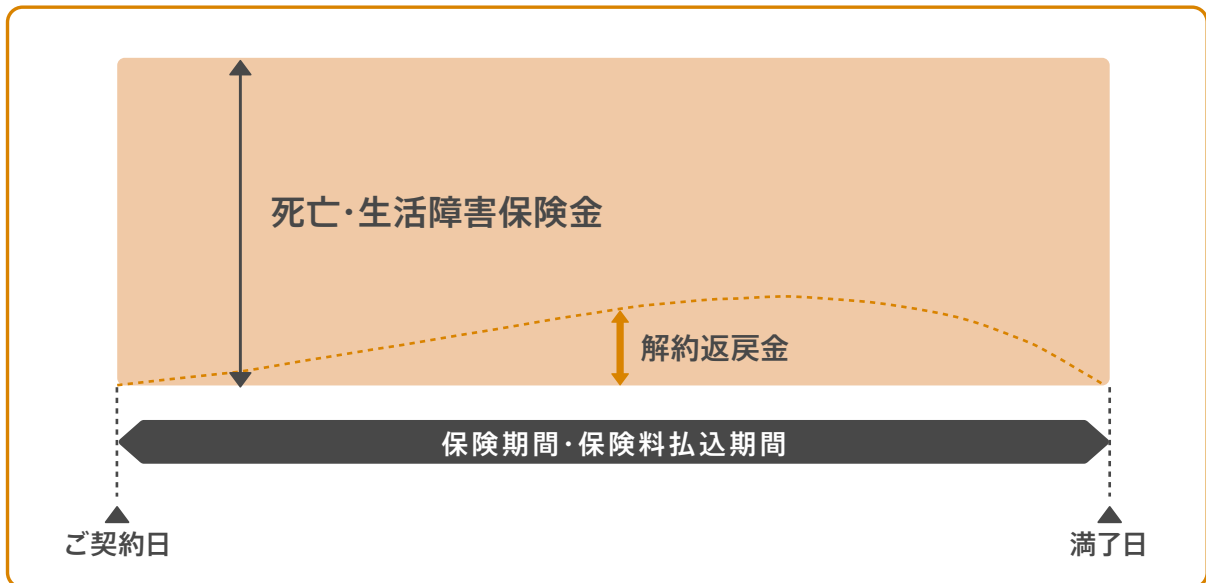 死亡･生活障害保険金
解約返戻金
保険期間･保険料払込期間
ご契約日
満了日